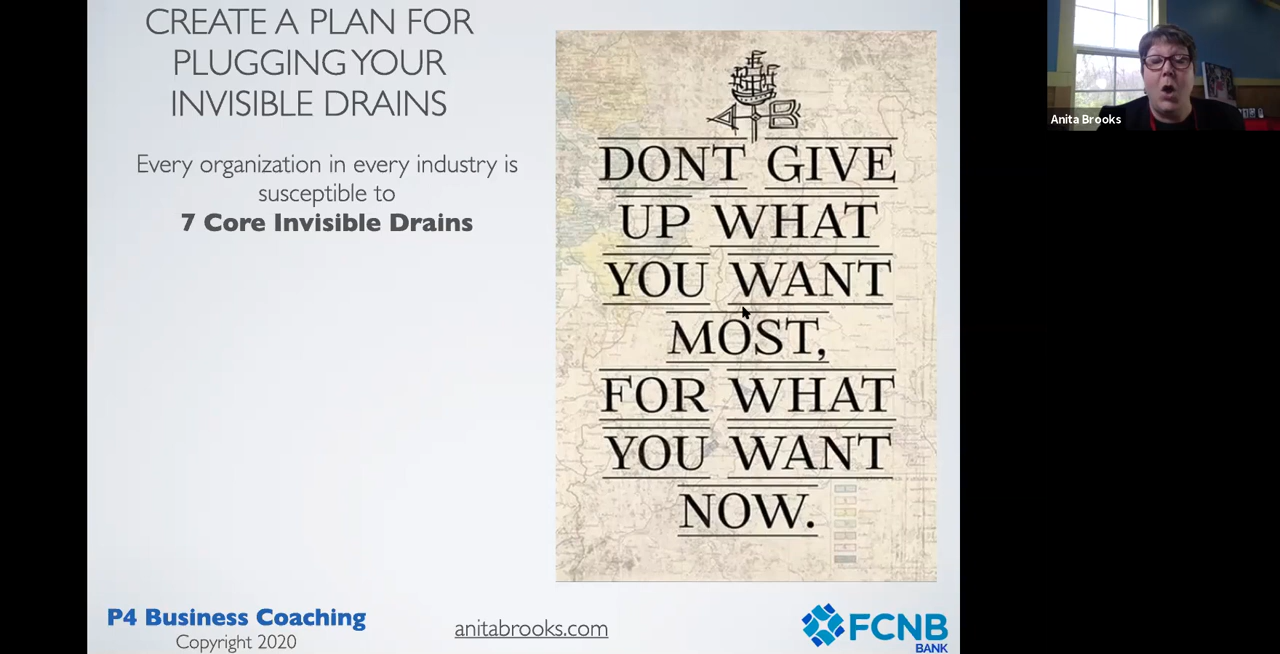 CREATE A PLAN FOR
PLUGGING YOUR
INVISIBLE DRAINS
Every organization in every industry is
susceptible to
7 Core Invisible Drains
A B
DONT GIVE
UP WHAT
YOU WANT
MOST,
FOR WHAT
YOU WANT
NOW.
P4 Business Coaching
Copyright 2020
anitabrooks.com
FCNB
BANK
Anita Brooks